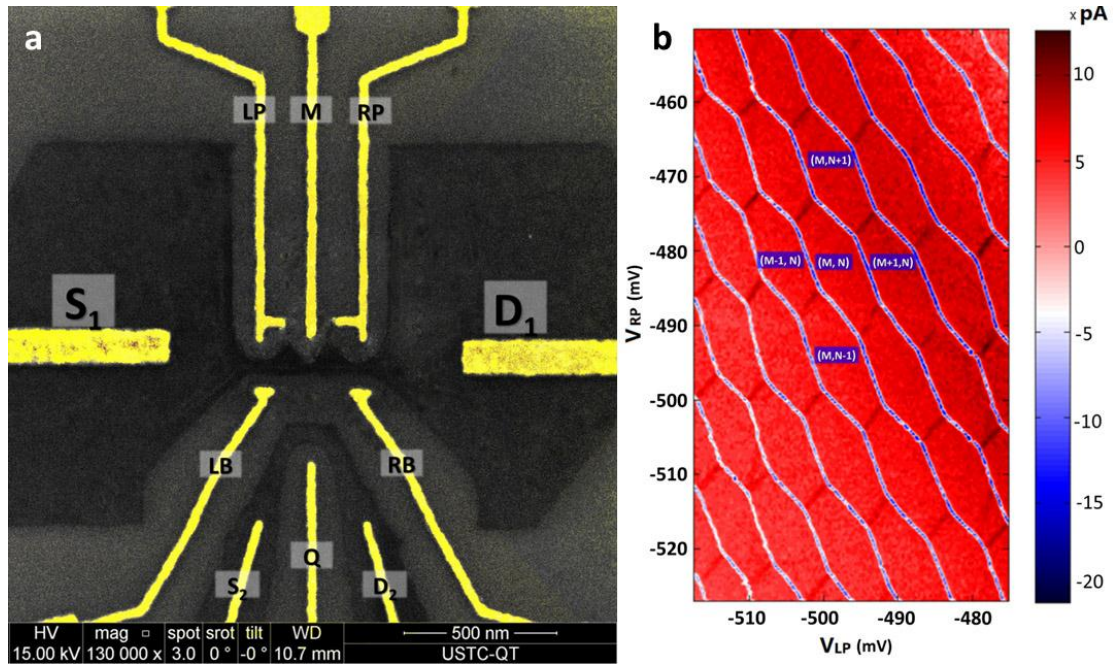 a
LP M RP
S1 D1
LB RB
Q
S2 D2
HV mag □ spot srot tilt WD
15.00 kV 130 000 x 3.0 0 ° -0 ° 10.7 mm
500 nm
USTC-QT
b
x pA
10
5
0
-5
-10
-15
-20
-460
-470
-480
-490
-500
-510
-520
VRP (mV)
(M,N+1)
(M-1, N) (M, N) (M+1,N)
(M,N-1)
-510 -500 -490 -480
VLP (mV)